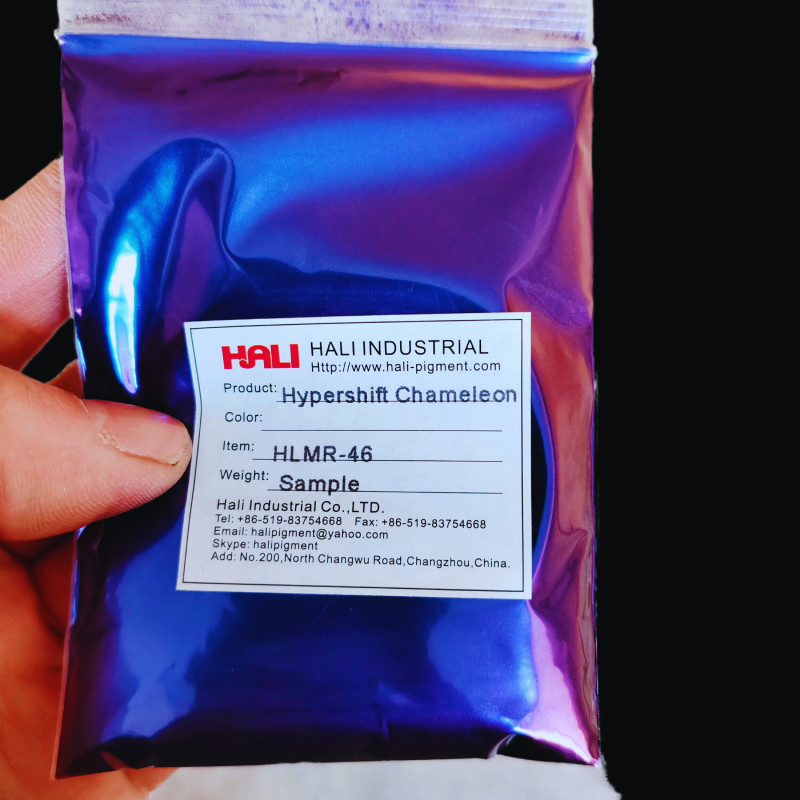 HALI HALI INDUSTRIAL
Http://www.hali-pigment.com
Product: Hypershift Chameleon
Color:
Item: HLMR-46
Weight: Sample
Hali Industrial Co.,LTD.
Tel: +86-519-83754668 Fax: +86-519-83754668
Email: halipigment@yahoo.com
Skype: halipigment
Add: No.200,North Changwu Road,Changzhou,China.